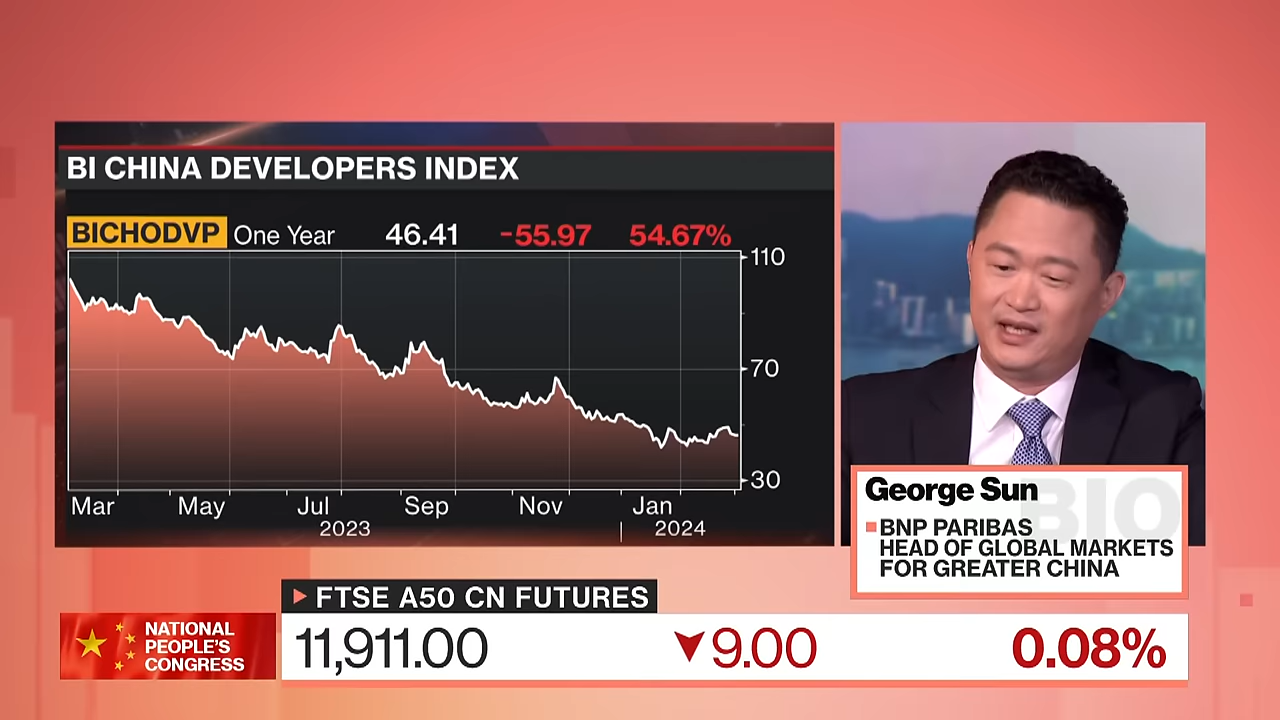 BI CHINA DEVELOPERS INDEX
BICHODVP One Year 46.41 -55.97 54.67%
110
70
30
Mar May Jul Sep Nov Jan
2023 2024
George Sun
BIO
BNP PARIBAS
HEAD OF GLOBAL MARKETS
FOR GREATER CHINA
FTSE A50 CN FUTURES
NATIONAL
PEOPLE'S
CONGRESS
11,911.00 ▼9.00 0.08%